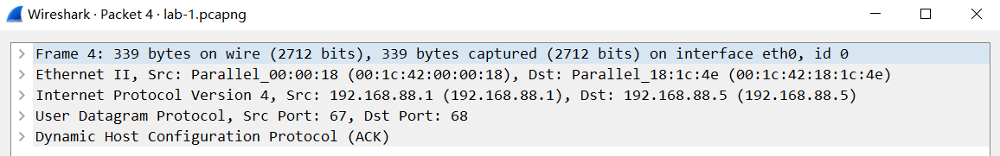 Wireshark · Packet 4 · lab-1.pcapng
Frame 4: 339 bytes on wire (2712 bits), 339 bytes captured (2712 bits) on interface eth0, id 0
Ethernet II, Src: Parallel_00:00:18 (00:1c:42:00:00:18), Dst: Parallel_18:1c:4e (00:1c:42:18:1c:4e)
Internet Protocol Version 4, Src: 192.168.88.1 (192.168.88.1), Dst: 192.168.88.5 (192.168.88.5)
User Datagram Protocol, Src Port: 67, Dst Port: 68
Dynamic Host Configuration Protocol (ACK)